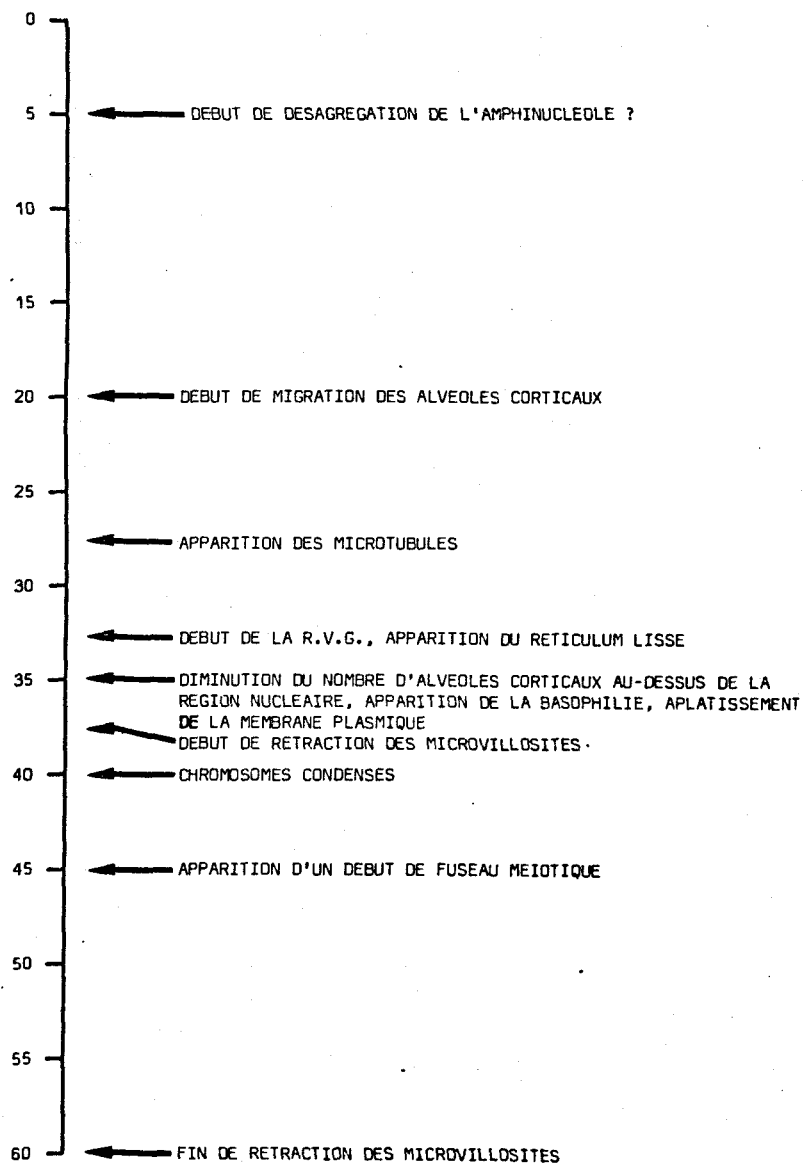 0
5 DEBUT DE DESAGREGATION DE L'AMPHINUCLEOLE ?
10
15
20 DEBUT DE MIGRATION DES ALVEOLES CORTICAUX
25
APPARITION DES MICROTUBULES
30
DEBUT DE LA R.V.G., APPARITION DU RETICULUM LISSE
35 DIMINUTION DU NOMBRE D'ALVEOLES CORTICAUX AU-DESSUS DE LA
REGION NUCLEAIRE, APPARITION DE LA BASOPHILIE, APLATISSEMENT
DE LA MEMBRANE PLASMIQUE
DEBUT DE RETRACTION DES MICROVILLOSITES.
40 CHROMOSOMES CONDENSES
45 APPARITION D'UN DEBUT DE FUSEAU MEIOTIQUE
50
55
60 FIN DE RETRACTION DES MICROVILLOSITES